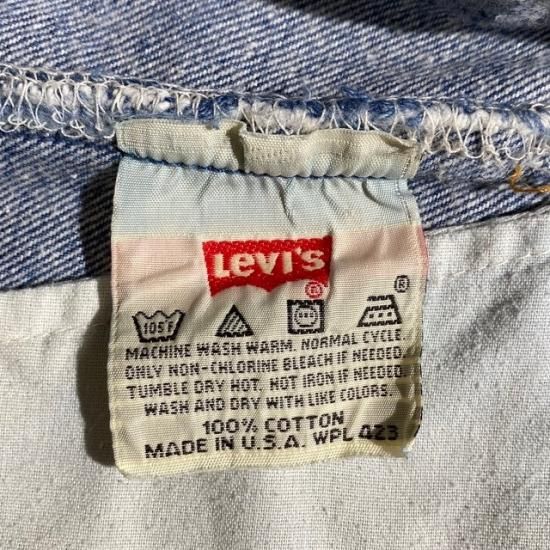 Levi's
®
®
105°F
MACHINE WASH WARM. NORMAL CYCLE.
ONLY NON-CHLORINE BLEACH IF NEEDED.
TUMBLE DRY HOT. HOT IRON IF NEEDED.
WASH AND DRY WITH LIKE COLORS.
100% COTTON
MADE IN U.S.A. WPL 423